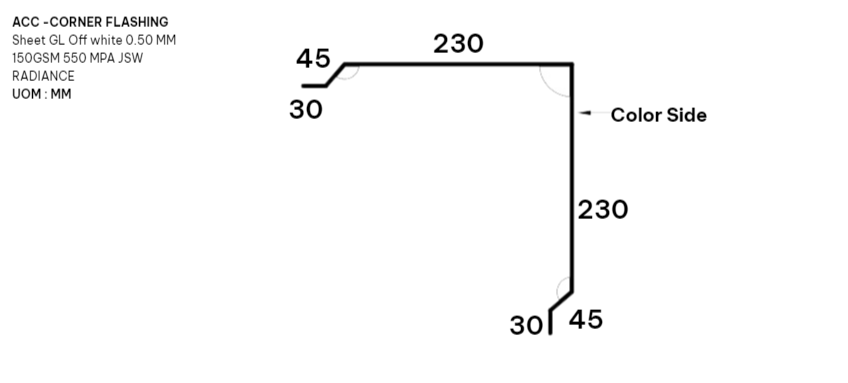 ACC -CORNER FLASHING
Sheet GL Off white 0.50 MM
150GSM 550 MPA JSW
RADIANCE
UOM : MM
230
45
30
Color Side
230
30
45